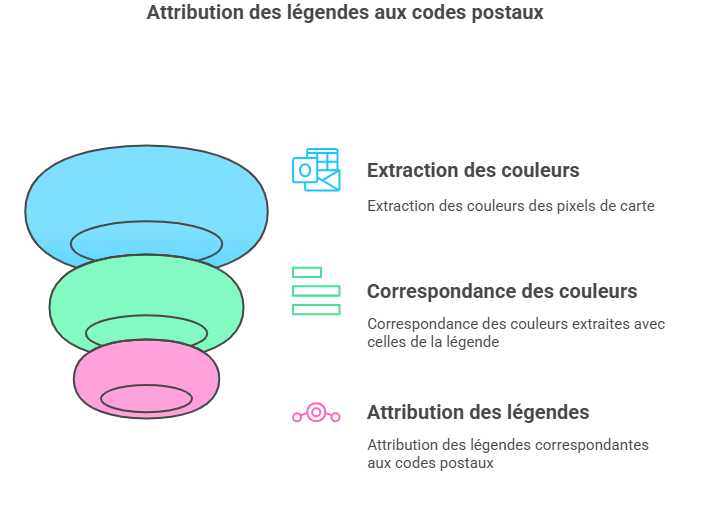 Attribution des légendes aux codes postaux
Extraction des couleurs
Extraction des couleurs des pixels de carte
Correspondance des couleurs
Correspondance des couleurs extraites avec
celles de la légende
Attribution des légendes
Attribution des légendes correspondantes
aux codes postaux